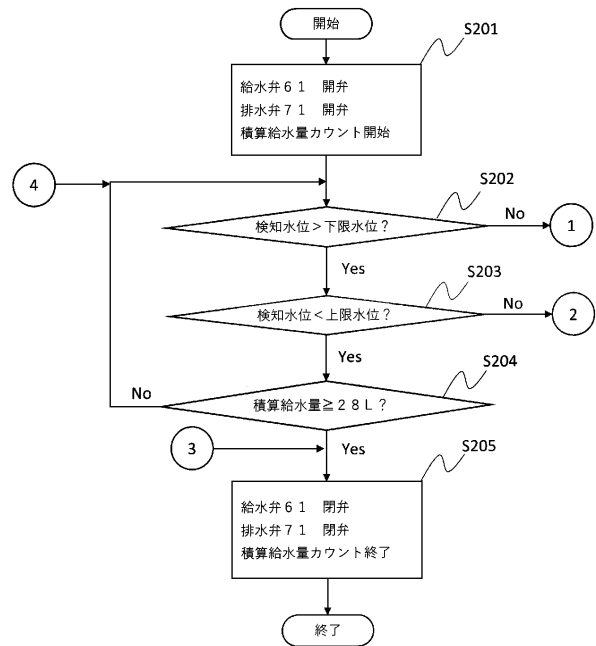 開始
S201
給水弁６１　開弁
排水弁７１　開弁
積算給水量カウント開始
4
S202
検知水位＞下限水位？
No
1
Yes
S203
検知水位＜上限水位？
No
2
Yes
S204
No
積算給水量≧２８Ｌ？
3
Yes
S205
給水弁６１　閉弁
排水弁７１　閉弁
積算給水量カウント終了
終了